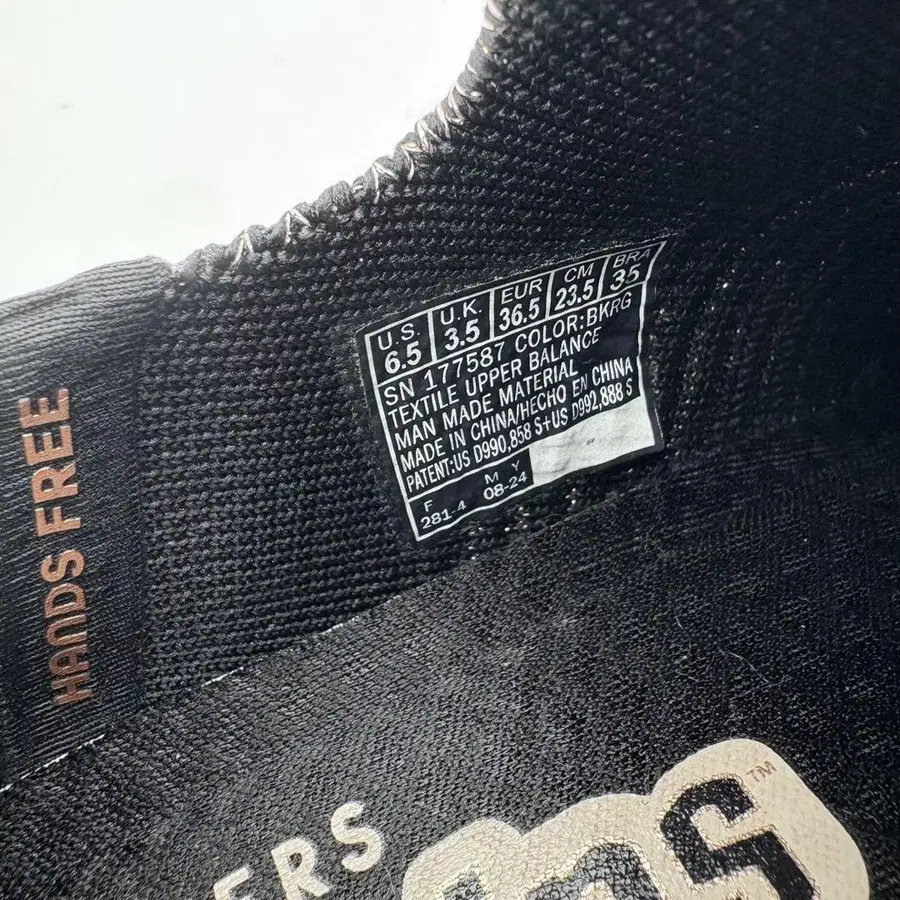 U.S. U.K. EUR CM BRA
6.5 3.5 36.5 23.5 35
SN 177587 COLOR:BKRG
TEXTILE UPPER BALANCE
MAN MADE MATERIAL
MADE IN CHINA/HECHO EN CHINA
PATENT:US D990,858 S+US D992,888 S
F M Y
281-4 08-24
HANDS FREE
ERS
TM